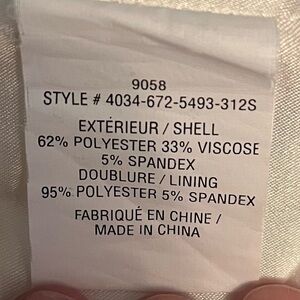 9058
STYLE # 4034-672-5493-312S
EXTÉRIEUR / SHELL
62% POLYESTER 33% VISCOSE
5% SPANDEX
DOUBLURE / LINING
95% POLYESTER 5% SPANDEX
FABRIQUÉ EN CHINE /
MADE IN CHINA